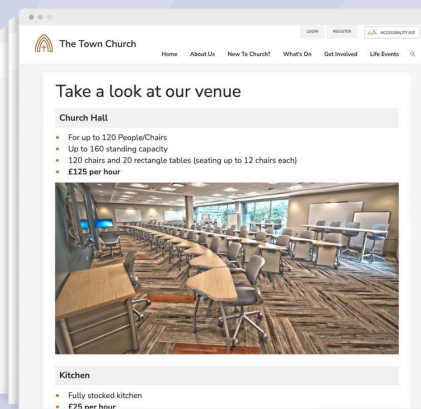 LOGIN
REGISTER
AA ACCESSIBILITY AID
The Town Church
Home About Us New To Church? What's On Get Involved Life Events
Take a look at our venue
Church Hall
• For up to 120 People/Chairs
• Up to 160 standing capacity
• 120 chairs and 20 rectangle tables (seating up to 12 chairs each)
• £125 per hour
Kitchen
• Fully stocked kitchen
• £25 per hour